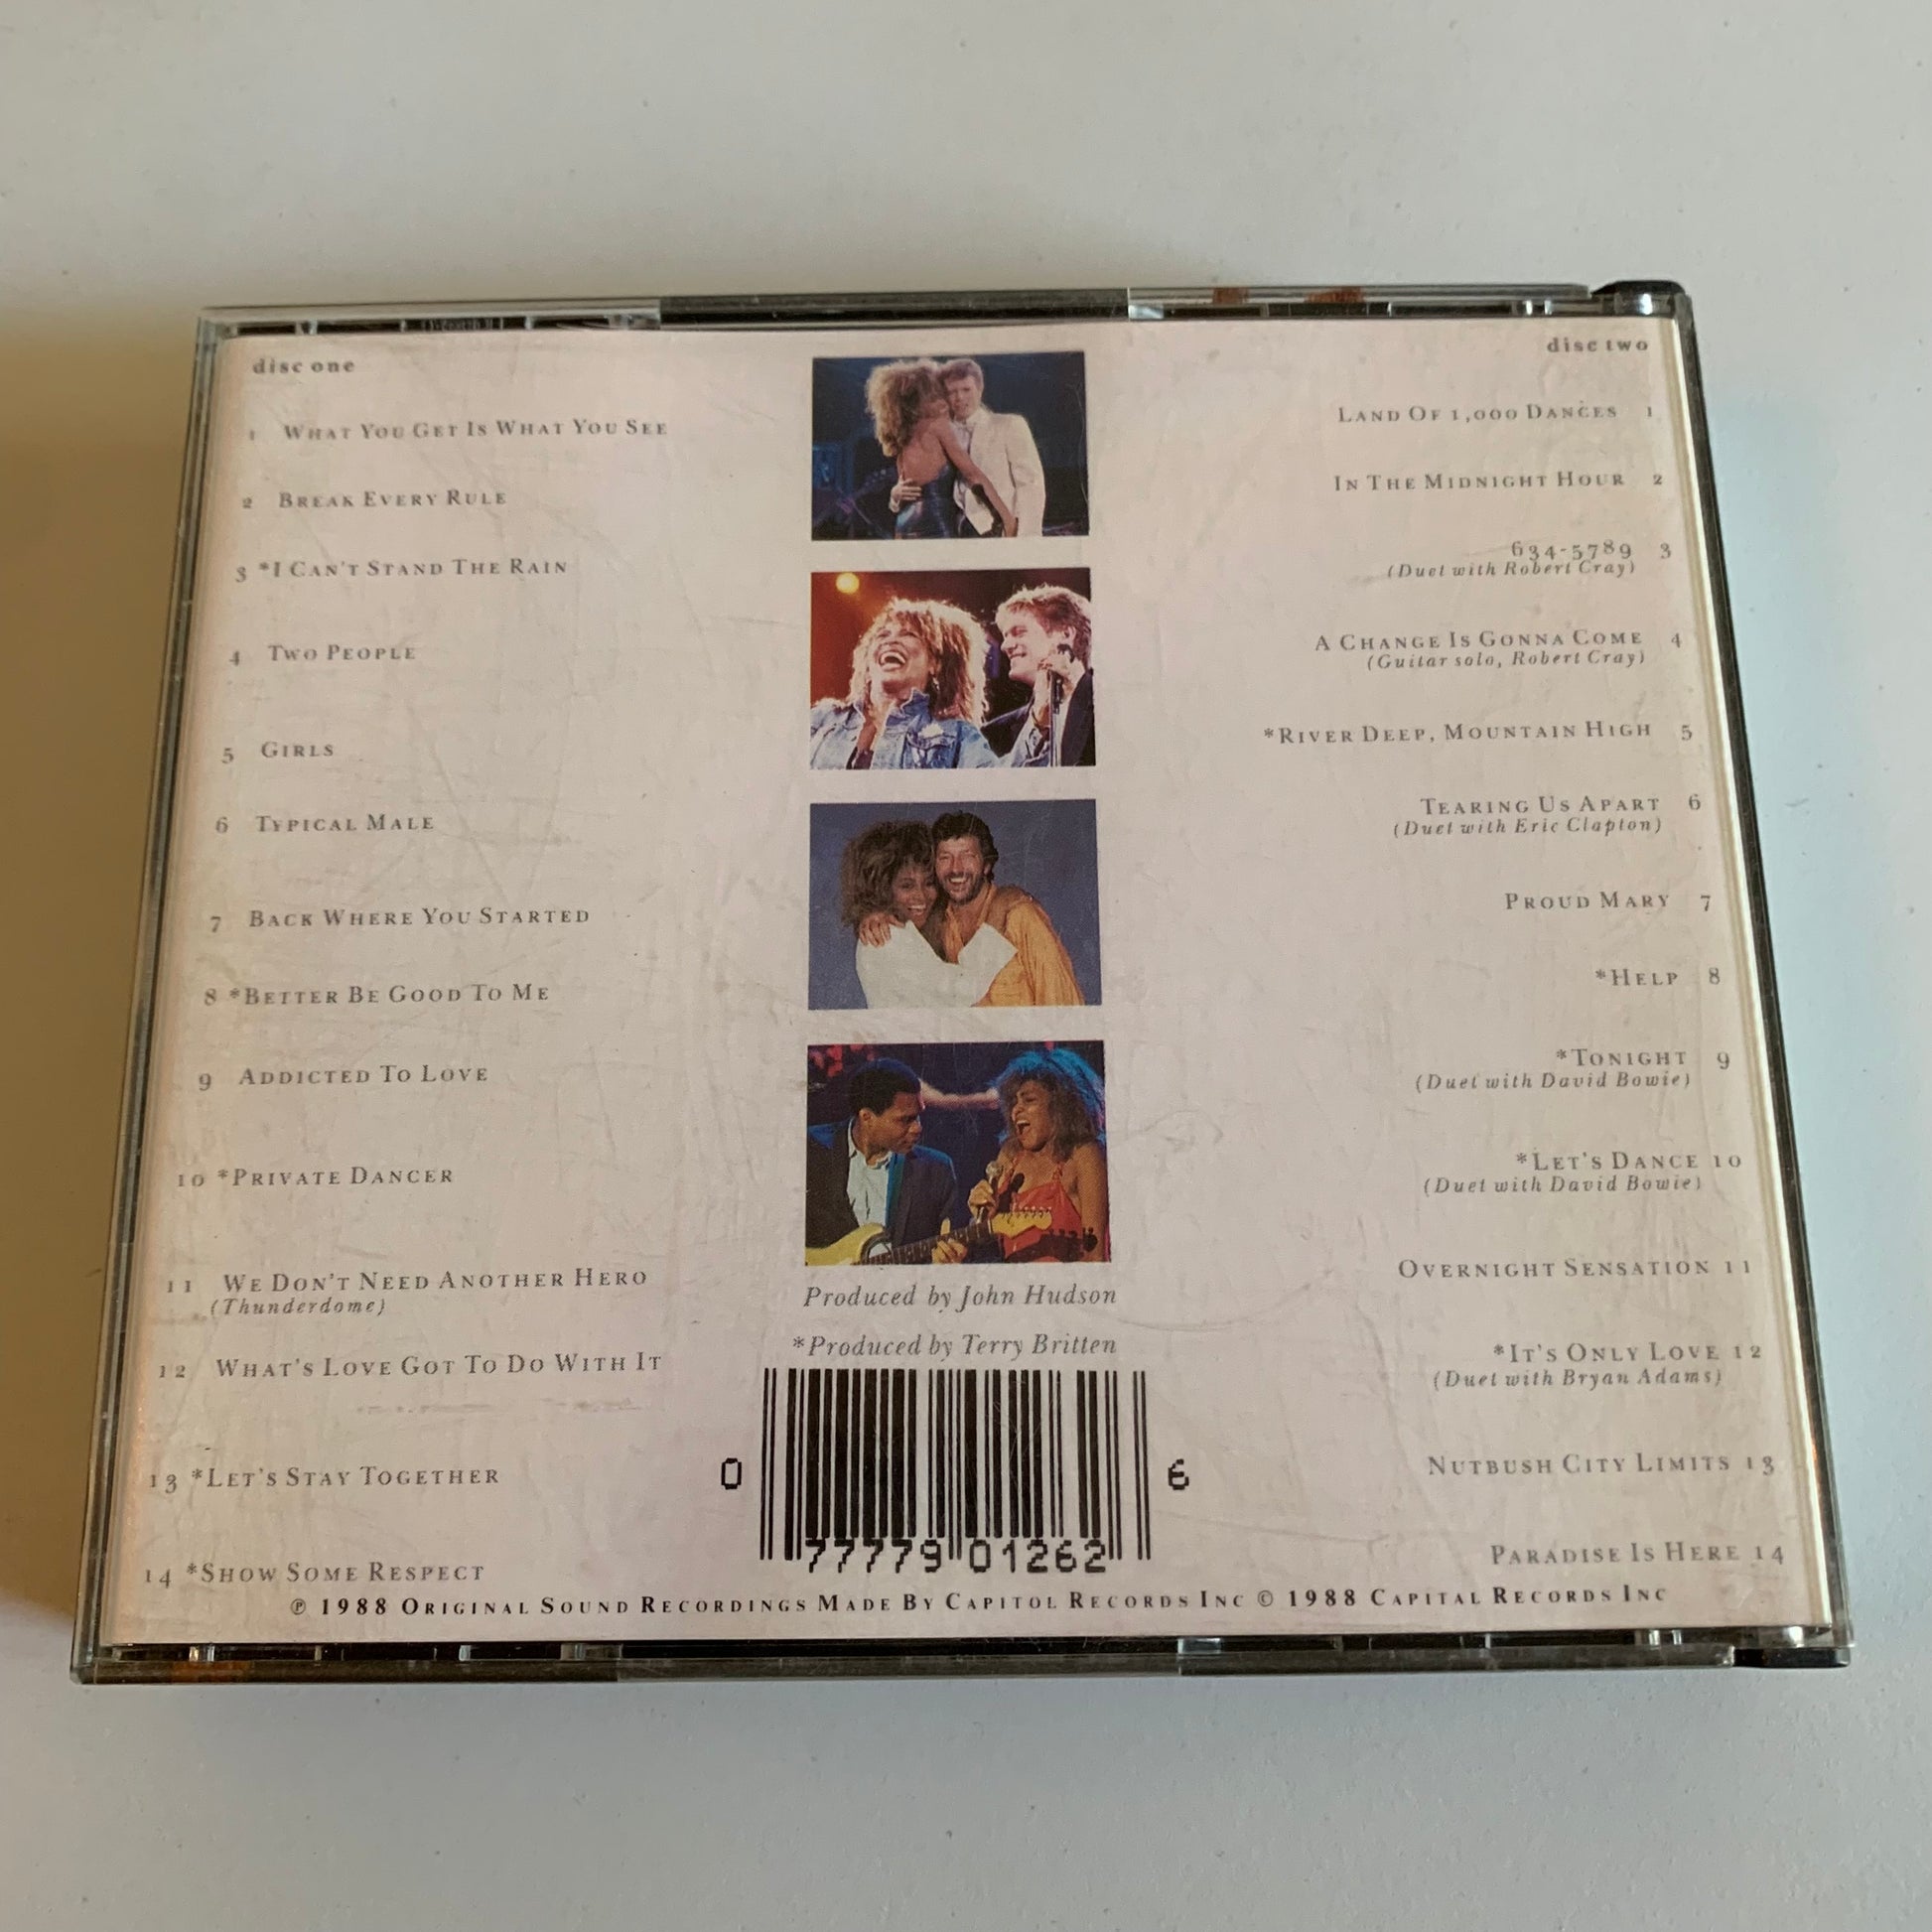 disc one
1 What You Get Is What You See
2 Break Every Rule
3 *I Can't Stand The Rain
4 Two People
5 Girls
6 Typical Male
7 Back Where You Started
8 *Better Be Good To Me
9 Addicted To Love
10 *Private Dancer
11 We Don't Need Another Hero
(Thunderdome)
12 What's Love Got To Do With It
13 *Let's Stay Together
14 *Show Some Respect
disc two
Land Of 1,000 Dances 1
In The Midnight Hour 2
634-5789 3
(Duet with Robert Cray)
A Change Is Gonna Come 4
(Guitar solo, Robert Cray)
*River Deep, Mountain High 5
Tearing Us Apart 6
(Duet with Eric Clapton)
Proud Mary 7
*Help 8
*Tonight 9
(Duet with David Bowie)
*Let's Dance 10
(Duet with David Bowie)
Overnight Sensation 11
*It's Only Love 12
(Duet with Bryan Adams)
Nutbush City Limits 13
Paradise Is Here 14
Produced by John Hudson
*Produced by Terry Britten
0 77779 01262 6
℗ 1988 Original Sound Recordings Made By Capitol Records Inc © 1988 Capital Records Inc